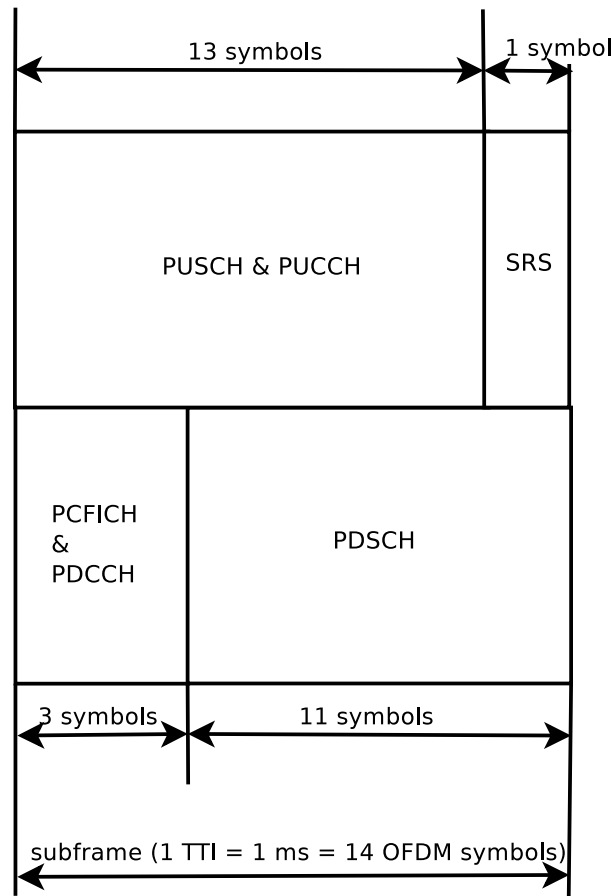 13 symbols
1 symbol
PUSCH & PUCCH
SRS
PCFICH
&
PDCCH
PDSCH
3 symbols
11 symbols
subframe (1 TTI = 1 ms = 14 OFDM symbols)